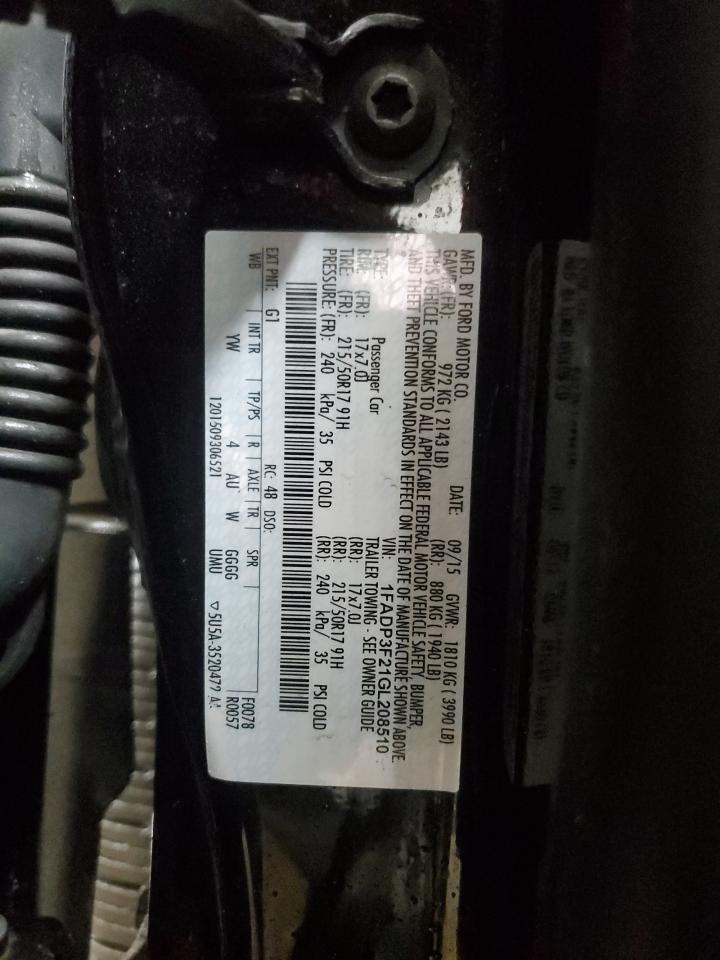 MFD. BY FORD MOTOR CO. DATE: 09/15 GVWR: 1810 KG ( 3990 LB)
GAWR: (FR): 972 KG ( 2143 LB) (RR): 880 KG ( 1940 LB)
THIS VEHICLE CONFORMS TO ALL APPLICABLE FEDERAL MOTOR VEHICLE SAFETY, BUMPER,
AND THEFT PREVENTION STANDARDS IN EFFECT ON THE DATE OF MANUFACTURE SHOWN ABOVE.
VIN: 1FADP3F21GL208510
TYPE: Passenger Car TRAILER TOWING - SEE OWNER GUIDE
RIM: (FR): 17x7.0J (RR): 17x7.0J
TIRE: (FR): 215/50R17 91H (RR): 215/50R17 91H
PRESSURE: (FR): 240 kPa/ 35 PSI COLD (RR): 240 kPa/ 35 PSI COLD
EXT PNT: G1 RC: 48 DSO: F0078
WB INT TR TP/PS R AXLE TR SPR R0057
YW 4 AU W GGGG UMU
1201509306521 5U5A-3520472